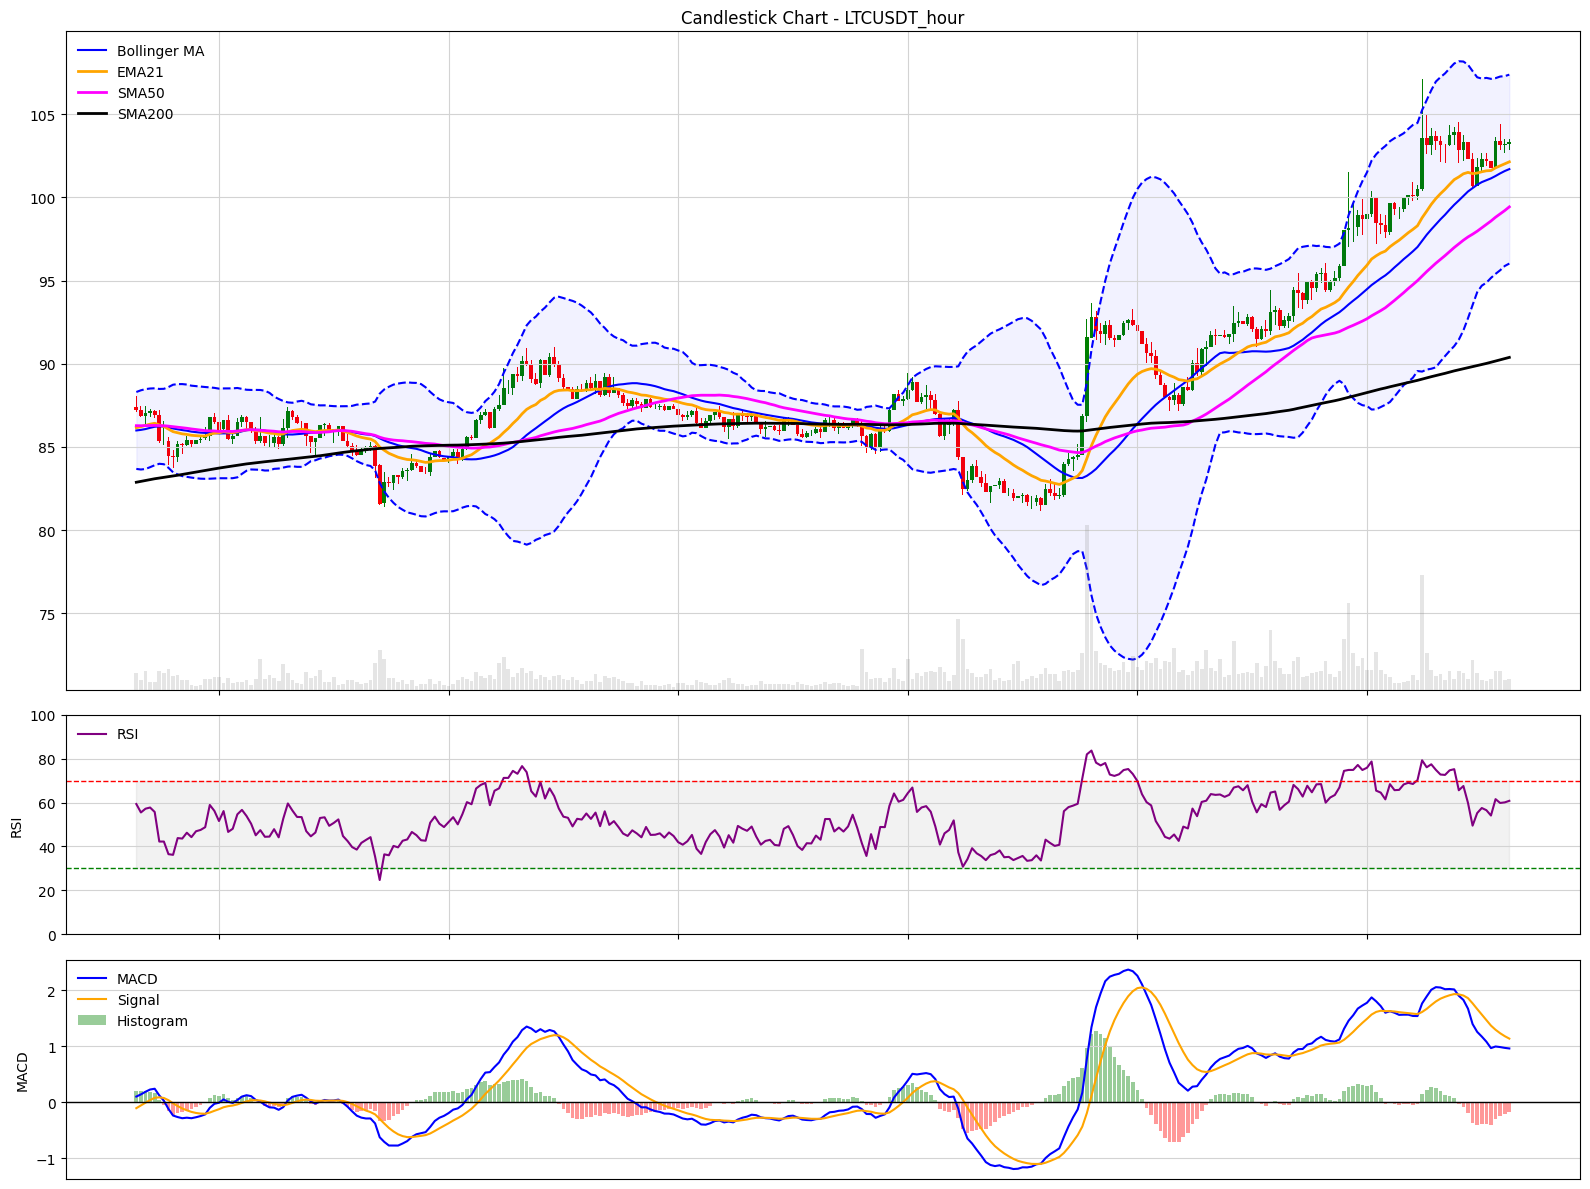 Candlestick Chart - LTCUSDT_hour
Bollinger MA
EMA21
SMA50
SMA200
105
100
95
90
85
80
75
RSI
100
80
60
40
20
0
RSI
MACD
Signal
Histogram
2
1
0
−1
MACD